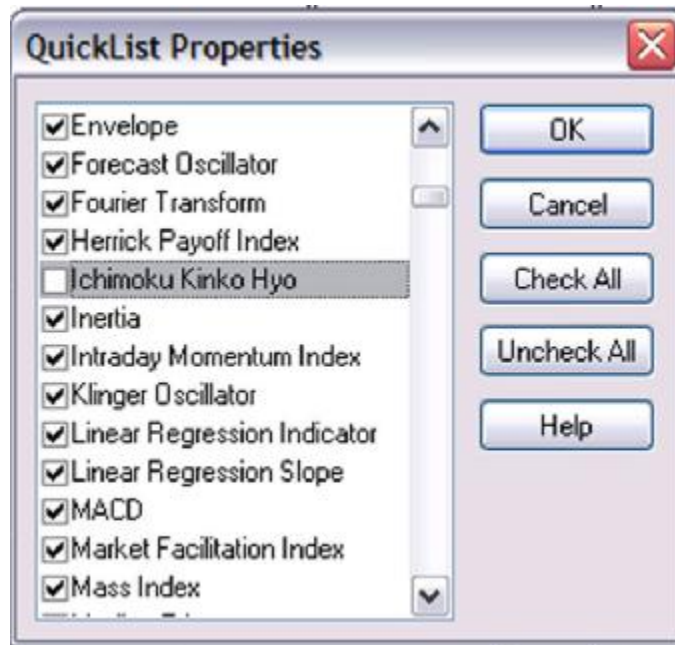 QuickList Properties
Envelope
Forecast Oscillator
Fourier Transform
Herrick Payoff Index
Ichimoku Kinko Hyo
Inertia
Intraday Momentum Index
Klinger Oscillator
Linear Regression Indicator
Linear Regression Slope
MACD
Market Facilitation Index
Mass Index
OK
Cancel
Check All
Uncheck All
Help